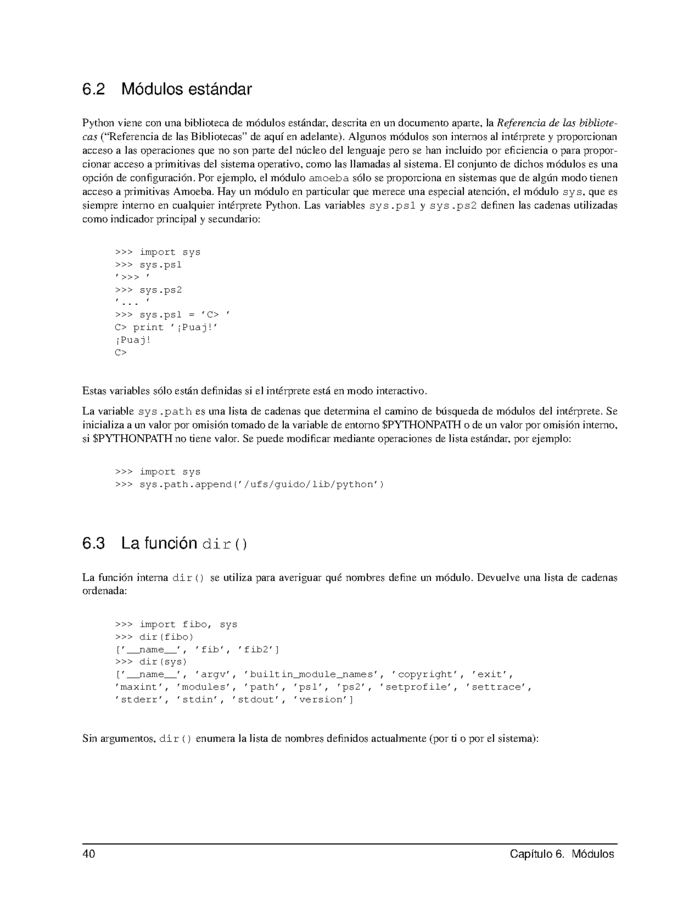 6.2 Módulos estándar
Python viene con una biblioteca de módulos estándar, descrita en un documento aparte, la Referencia de las bibliote-
cas (“Referencia de las Bibliotecas” de aquí en adelante). Algunos módulos son internos al intérprete y proporcionan
acceso a las operaciones que no son parte del núcleo del lenguaje pero se han incluido por eficiencia o para propor-
cionar acceso a primitivas del sistema operativo, como las llamadas al sistema. El conjunto de dichos módulos es una
opción de configuración. Por ejemplo, el módulo amoeba sólo se proporciona en sistemas que de algún modo tienen
acceso a primitivas Amoeba. Hay un módulo en particular que merece una especial atención, el módulo sys, que es
siempre interno en cualquier intérprete Python. Las variables sys.ps1 y sys.ps2 definen las cadenas utilizadas
como indicador principal y secundario:
>>> import sys
>>> sys.ps1
’>>> ’
>>> sys.ps2
’... ’
>>> sys.ps1 = ’C> ’
C> print ’¡Puaj!’
¡Puaj!
C>
Estas variables sólo están definidas si el intérprete está en modo interactivo.
La variable sys.path es una lista de cadenas que determina el camino de búsqueda de módulos del intérprete. Se
inicializa a un valor por omisión tomado de la variable de entorno $PYTHONPATH o de un valor por omisión interno,
si $PYTHONPATH no tiene valor. Se puede modificar mediante operaciones de lista estándar, por ejemplo:
>>> import sys
>>> sys.path.append(’/ufs/guido/lib/python’)
6.3 La función dir()
La función interna dir() se utiliza para averiguar qué nombres define un módulo. Devuelve una lista de cadenas
ordenada:
>>> import fibo, sys
>>> dir(fibo)
[’__name__’, ’fib’, ’fib2’]
>>> dir(sys)
[’__name__’, ’argv’, ’builtin_module_names’, ’copyright’, ’exit’,
’maxint’, ’modules’, ’path’, ’ps1’, ’ps2’, ’setprofile’, ’settrace’,
’stderr’, ’stdin’, ’stdout’, ’version’]
Sin argumentos, dir() enumera la lista de nombres definidos actualmente (por ti o por el sistema):
40 Capítulo 6. Módulos